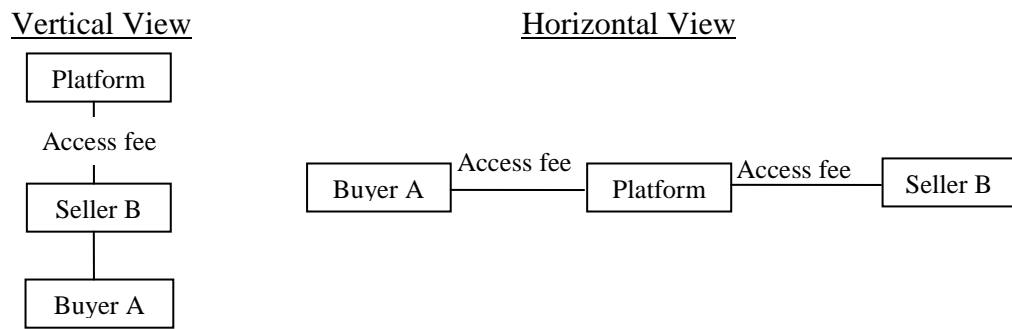 Vertical View
Platform
Access fee
Seller B
Buyer A
Horizontal View
Buyer A
Access fee
Platform
Access fee
Seller B